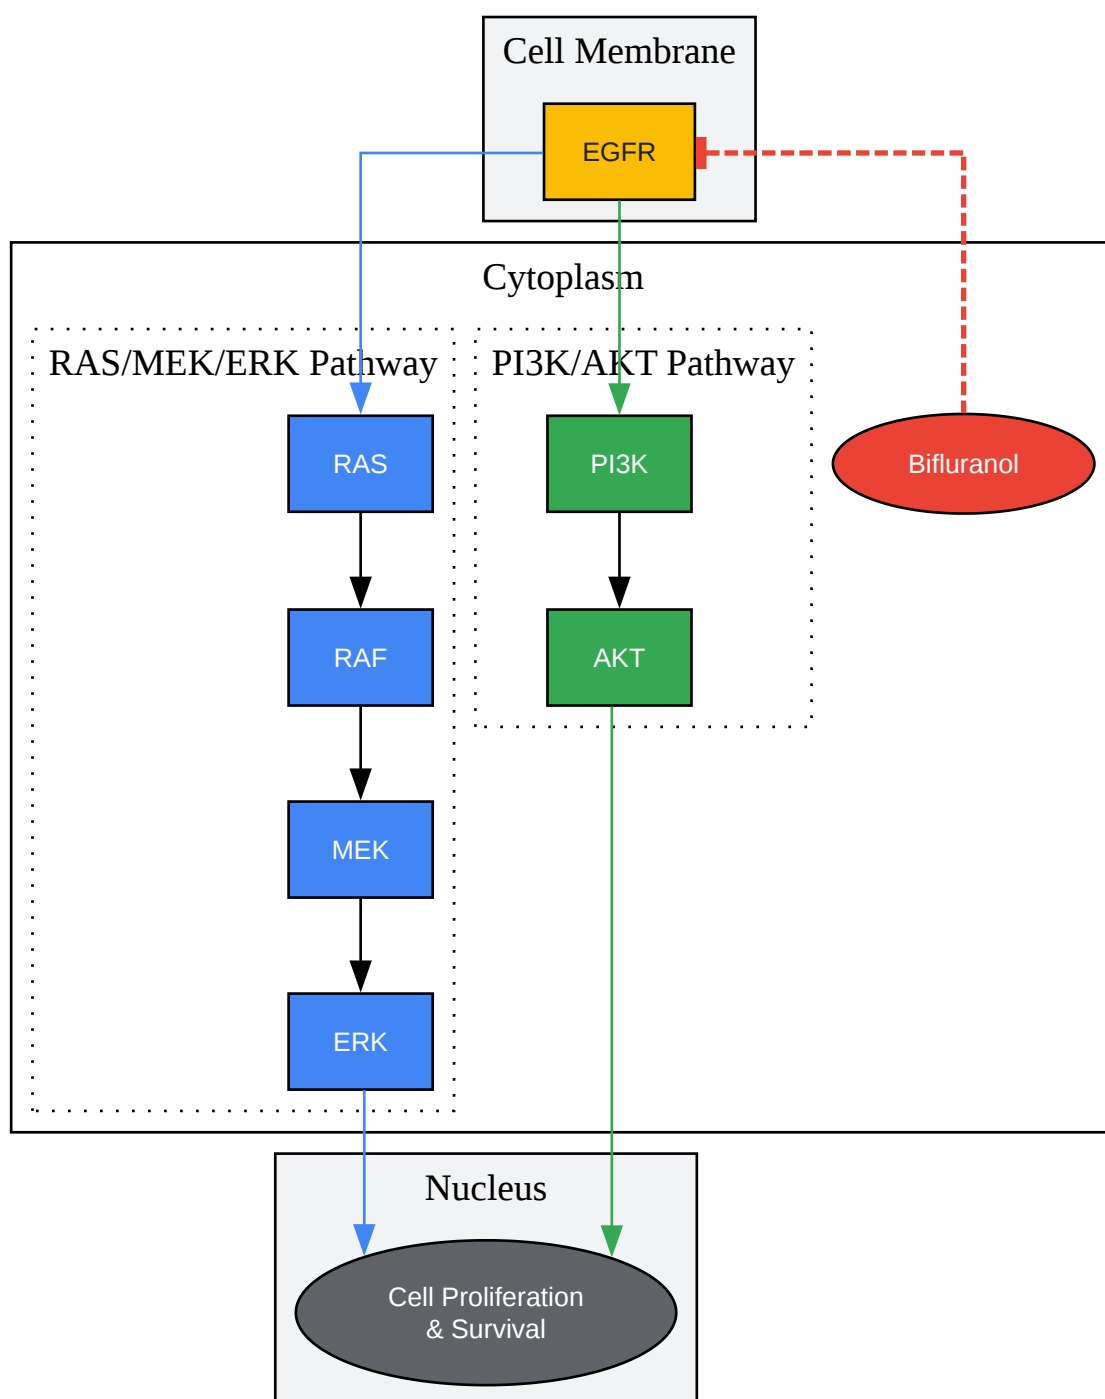 Cell Membrane
EGFR
Cytoplasm
RAS/MEK/ERK Pathway
PI3K/AKT Pathway
RAS
PI3K
Bifluranol
RAF
AKT
MEK
ERK
Nucleus
Cell Proliferation
& Survival